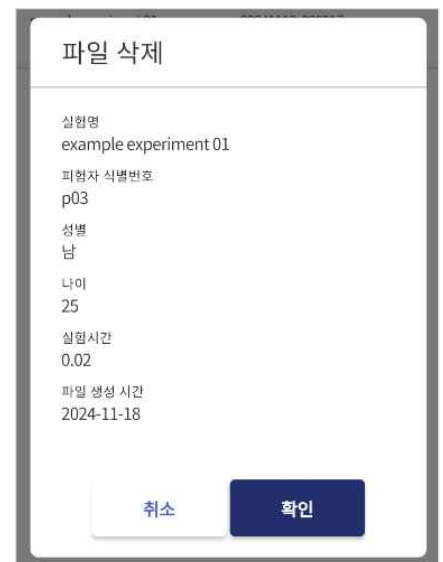 파일 삭제
실험명
example experiment 01
피험자 식별번호
p03
성별
남
나이
25
실험시간
0.02
파일 생성 시간
2024-11-18
취소
확인